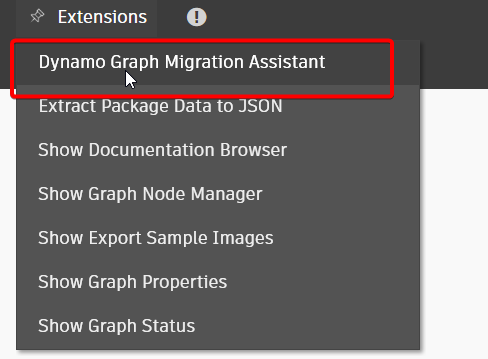 Extensions
Dynamo Graph Migration Assistant
Extract Package Data to JSON
Show Documentation Browser
Show Graph Node Manager
Show Export Sample Images
Show Graph Properties
Show Graph Status